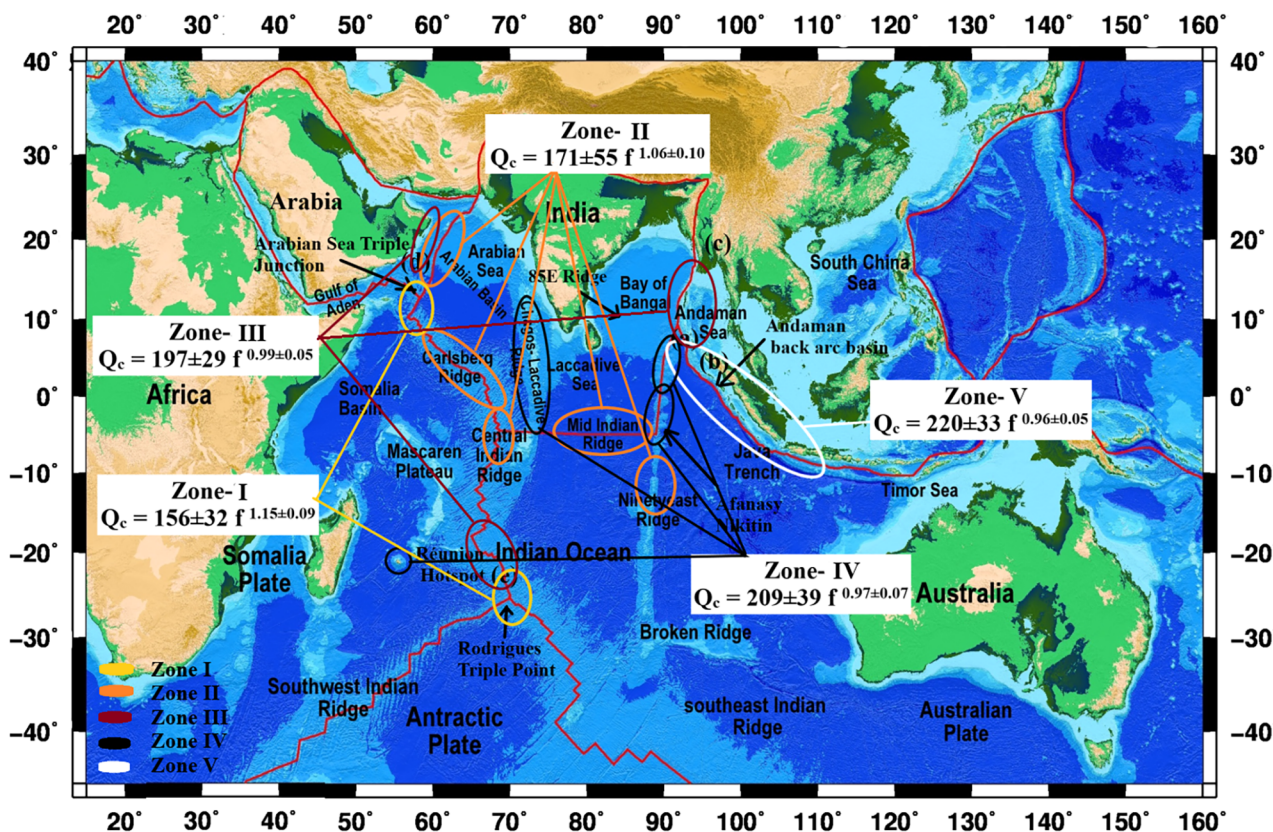 20° 30° 40° 50° 60° 70° 80° 90° 100° 110° 120° 130° 140° 150° 160°
40° 40°
30° 30°
20° 20°
10° 10°
0° 0°
−10° −10
−20° −20
−30° −30
−40° −40
Zone- II
Qc = 171±55 f 1.06±0.10
Arabia
India
Arabian Sea Triple
Junction
(d)
Arabian
Sea
Arabian Basin
Gulf of
Aden
85E Ridge
Bay of
Banga
(c)
South China
Sea
Andaman
Sea
Andaman
back arc basin
(b)
Zone- III
Qc = 197±29 f 0.99±0.05
Africa
Carlsberg
Ridge
Laccadive
Laccadive
Sea
Somalia
Basin
Zone- V
Qc = 220±33 f 0.96±0.05
Mid Indian
Ridge
Central
Indian
Ridge
Mascaren
Plateau
Java
Trench
Timor Sea
Zone- I
Qc = 156±32 f 1.15±0.09
Ninetyeast
Ridge
Afanasy
Nikitin
Somalia
Plate
Réunion
Hotspot
Indian Ocean
Zone- IV
Qc = 209±39 f 0.97±0.07
Australia
Broken Ridge
Rodrigues
Triple Point
Zone I
Zone II
Zone III
Zone IV
Zone V
Southwest Indian
Ridge
Antractic
Plate
southeast Indian
Ridge
Australian
Plate
20° 30° 40° 50° 60° 70° 80° 90° 100° 110° 120° 130° 140° 150° 160°